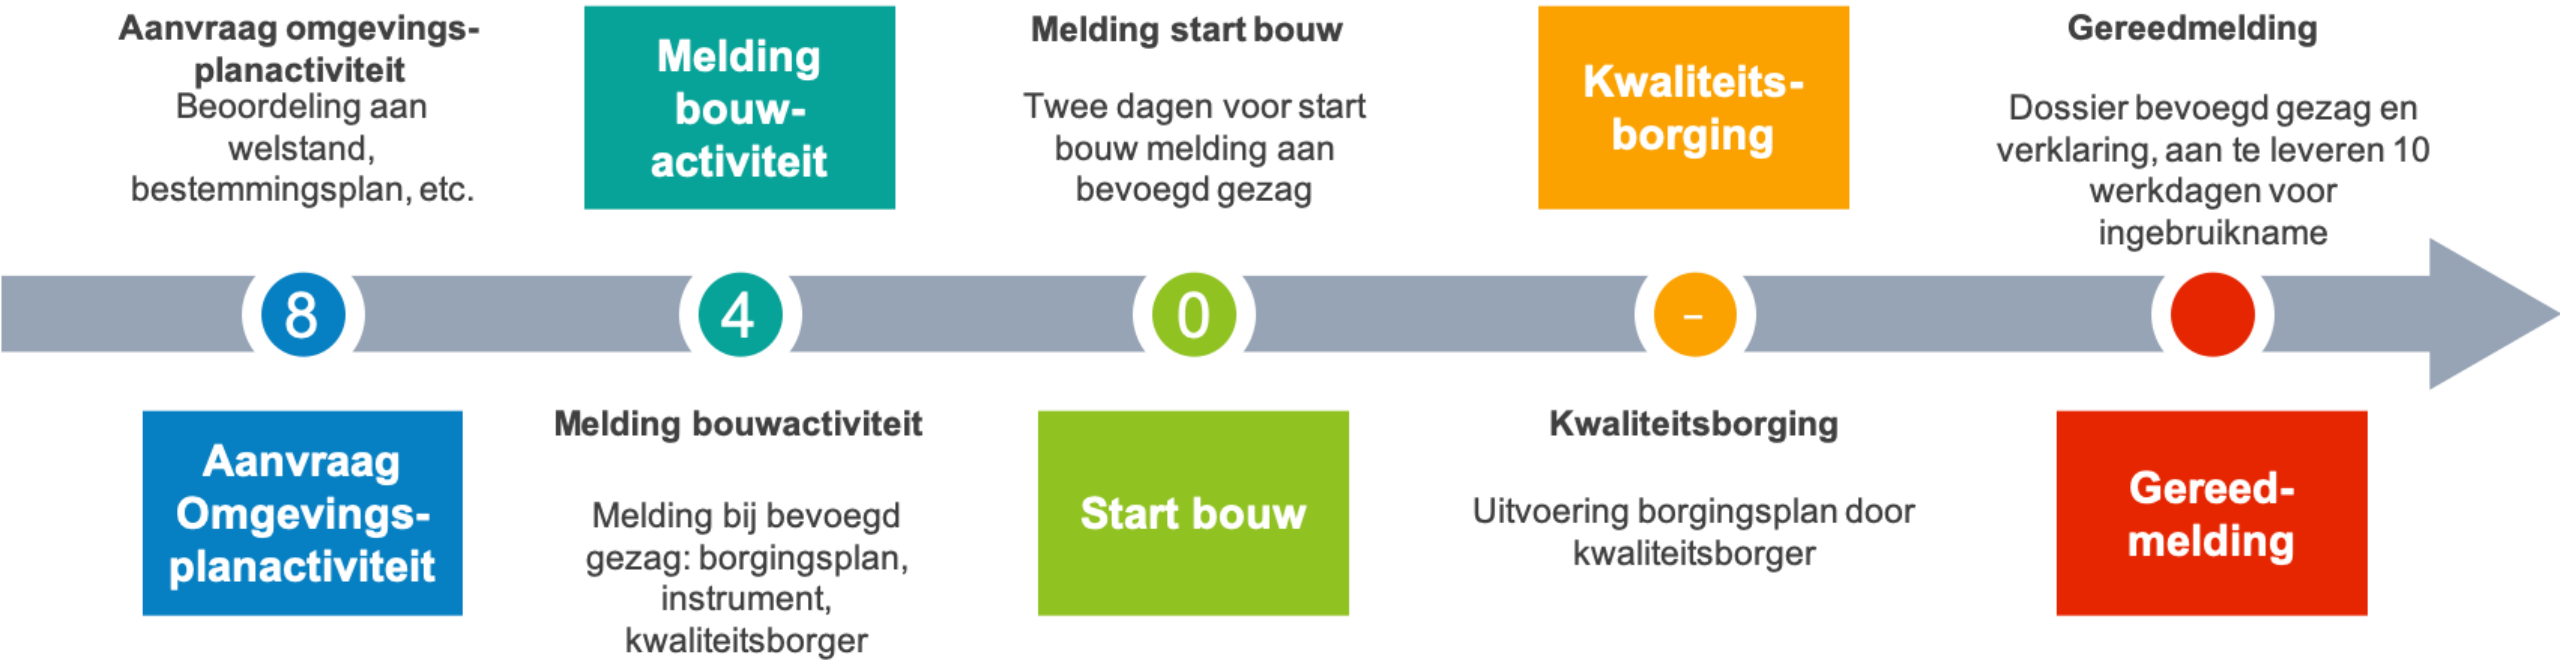 Aanvraag omgevings-
planactiviteit
Beoordeling aan
welstand,
bestemmingsplan, etc.
Melding
bouw-
activiteit
Melding start bouw
Twee dagen voor start
bouw melding aan
bevoegd gezag
Kwaliteits-
borging
Gereedmelding
Dossier bevoegd gezag en
verklaring, aan te leveren 10
werkdagen voor
ingebruikname
8
4
0
–
Aanvraag
Omgevings-
planactiviteit
Melding bouwactiviteit
Melding bij bevoegd
gezag: borgingsplan,
instrument,
kwaliteitsborger
Start bouw
Kwaliteitsborging
Uitvoering borgingsplan door
kwaliteitsborger
Gereed-
melding